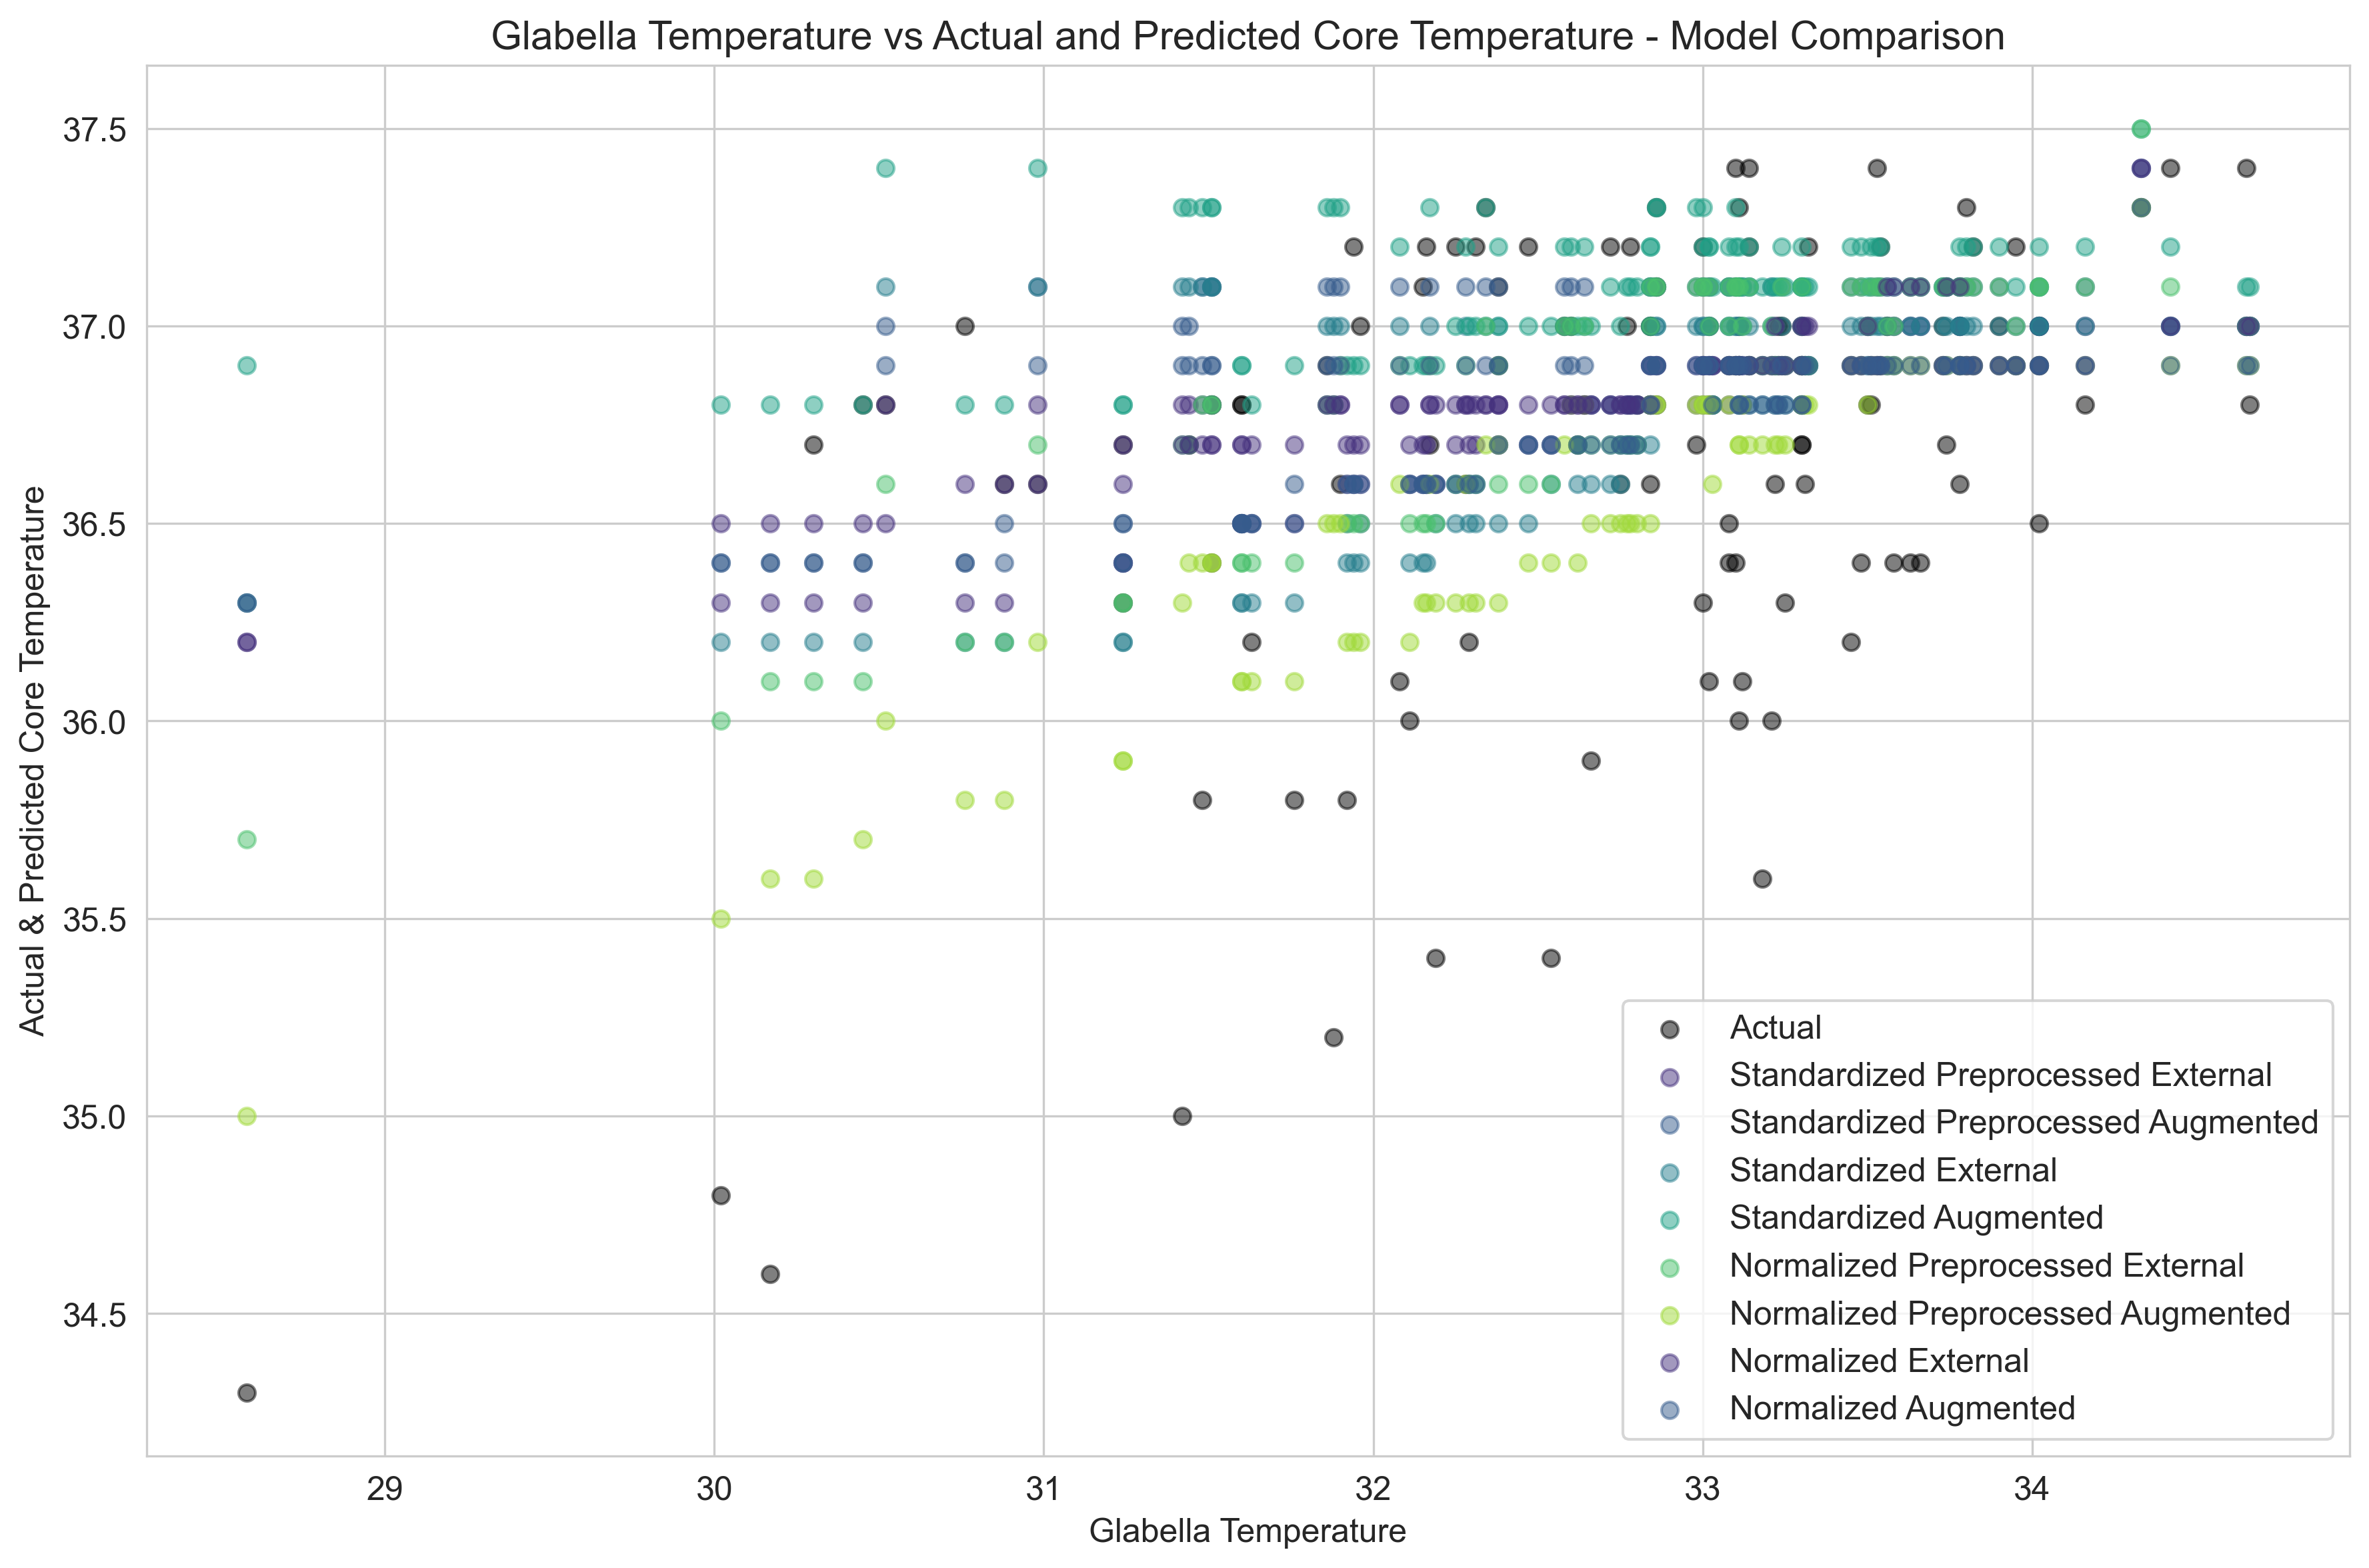 Glabella Temperature vs Actual and Predicted Core Temperature - Model Comparison
Actual & Predicted Core Temperature
37.5
37.0
36.5
36.0
35.5
35.0
34.5
Actual
Standardized Preprocessed External
Standardized Preprocessed Augmented
Standardized External
Standardized Augmented
Normalized Preprocessed External
Normalized Preprocessed Augmented
Normalized External
Normalized Augmented
29 30 31 32 33 34
Glabella Temperature